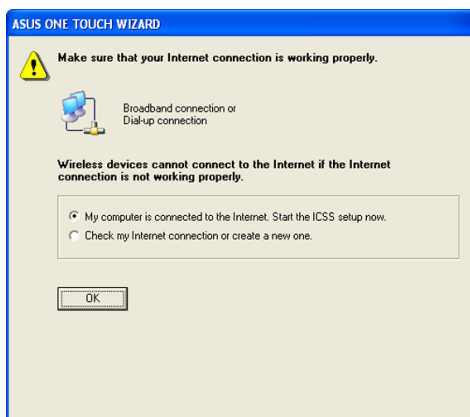 ASUS ONE TOUCH WIZARD
Make sure that your Internet connection is working properly.
Broadband connection or
Dial-up connection
Wireless devices cannot connect to the Internet if the Internet
connection is not working properly.
My computer is connected to the Internet. Start the ICSS setup now.
Check my Internet connection or create a new one.
OK